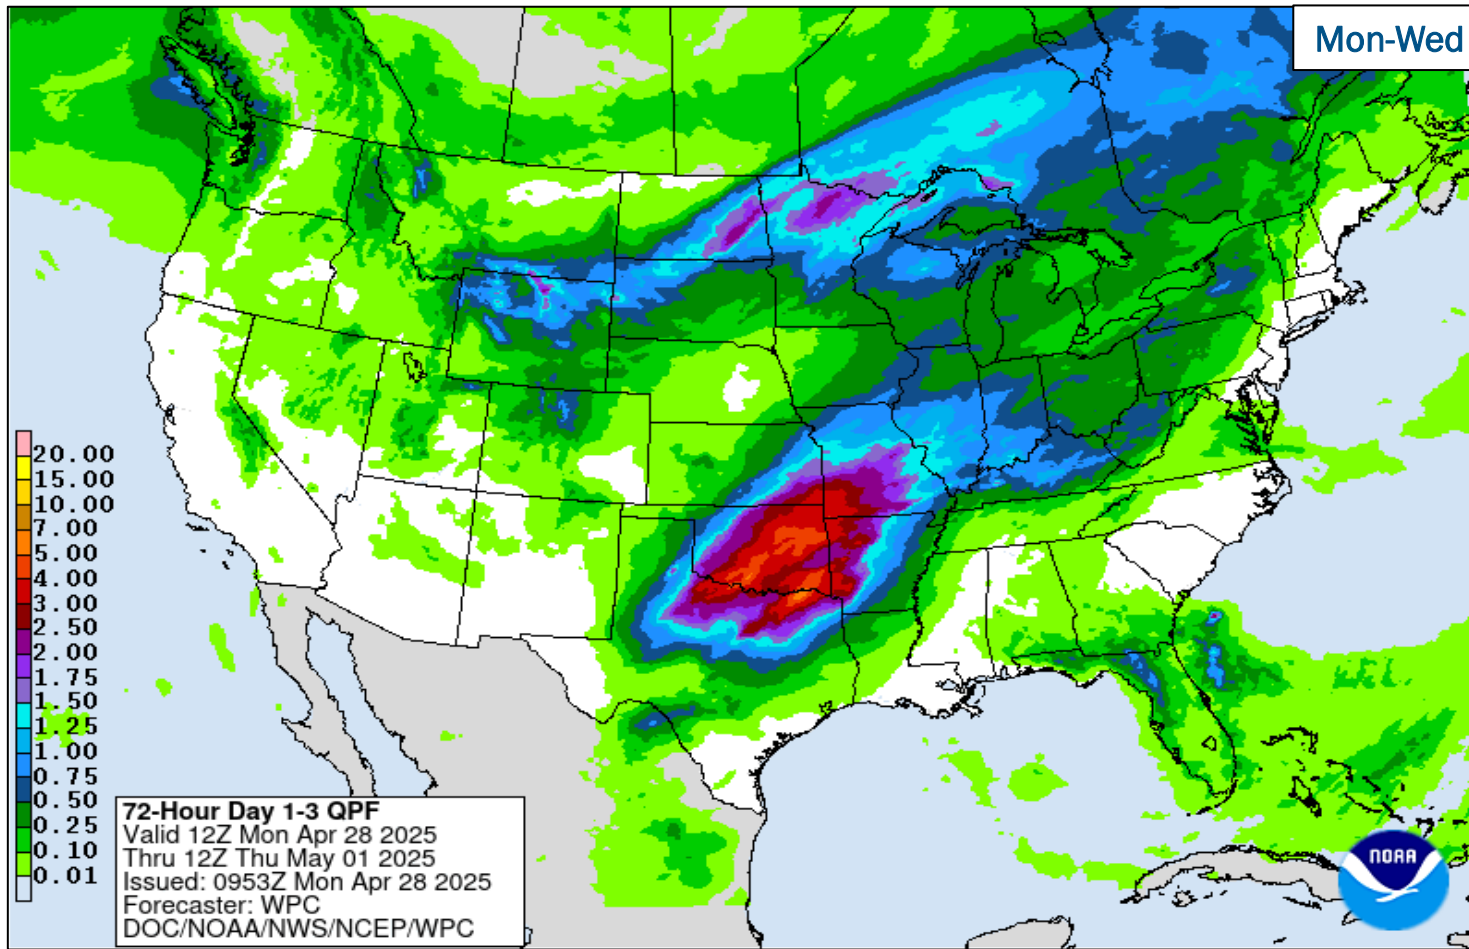 Mon-Wed
20.00
15.00
10.00
7.00
5.00
4.00
3.00
2.50
2.00
1.75
1.50
1.25
1.00
0.75
0.50
0.25
0.10
0.01
72-Hour Day 1-3 QPF
Valid 12Z Mon Apr 28 2025
Thru 12Z Thu May 01 2025
Issued: 0953Z Mon Apr 28 2025
Forecaster: WPC
DOC/NOAA/NWS/NCEP/WPC
NOAA